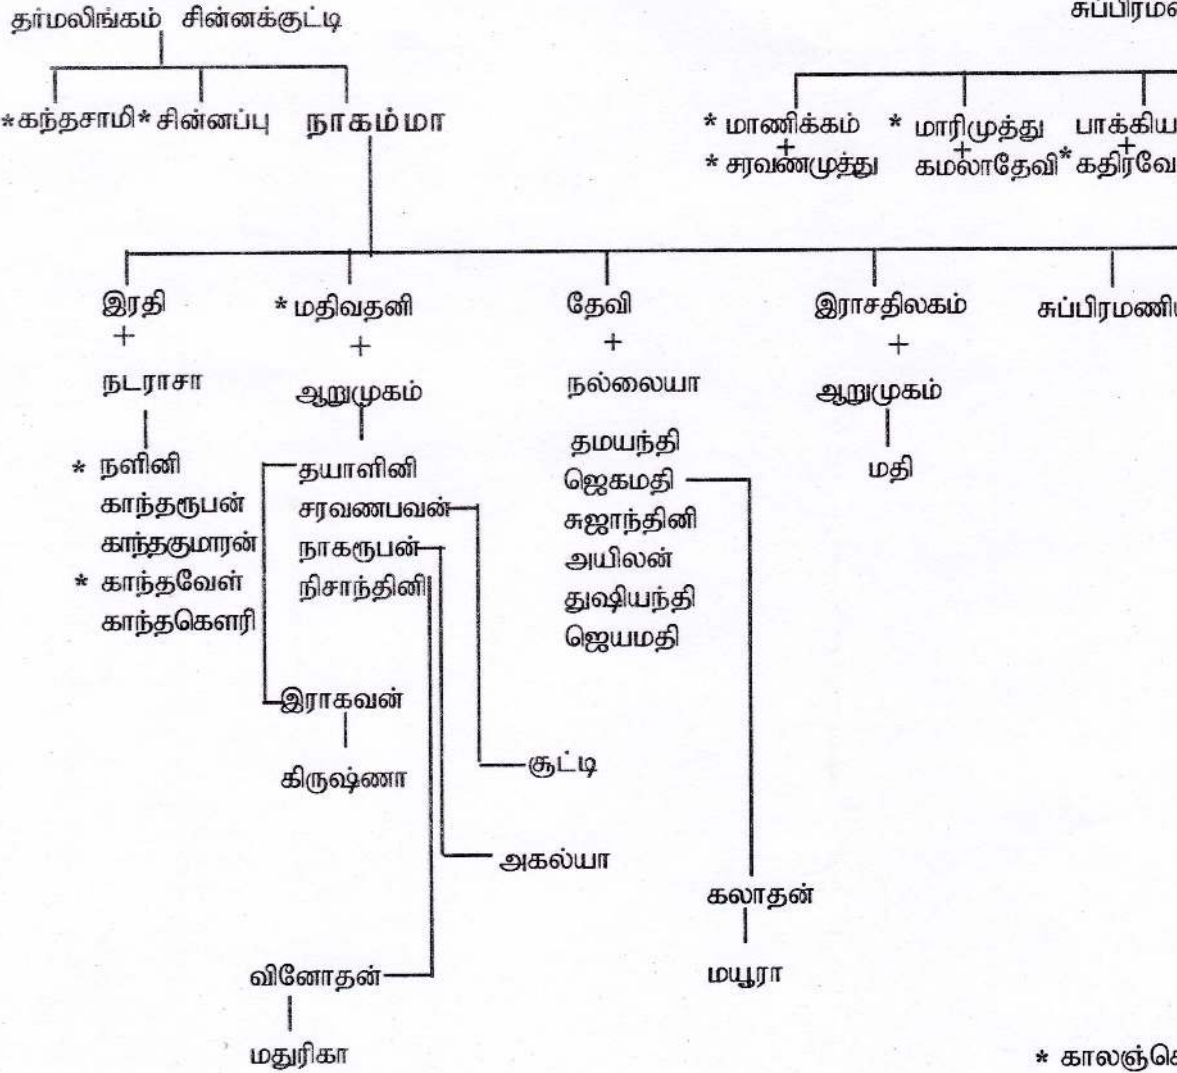 தர்மலிங்கம் சின்னக்குட்டி
*கந்தசாமி *சின்னப்பு நாகம்மா
* மாணிக்கம் * மாரிமுத்து
+ + +
* சரவணமுத்து கமலாதேவி *
இரதி * மதிவதனி தேவி இராசதிலகம்
+ + + +
நடராசா ஆறுமுகம் நல்லையா ஆறுமுகம்
* நளினி
காந்தரூபன்
காந்தகுமாரன்
* காந்தவேள்
காந்தகௌரி
தயாளினி
சரவணபவன்
நாகரூபன்
நிசாந்தினி
இராகவன்
கிருஷ்ணா
சூட்டி
அகல்யா
வினோதன்
மதுரிகா
தமயந்தி
ஜெகமதி
சுஜாந்தினி
அயிலன்
துஷியந்தி
ஜெயமதி
கலாதன்
மயூரா
மதி
*